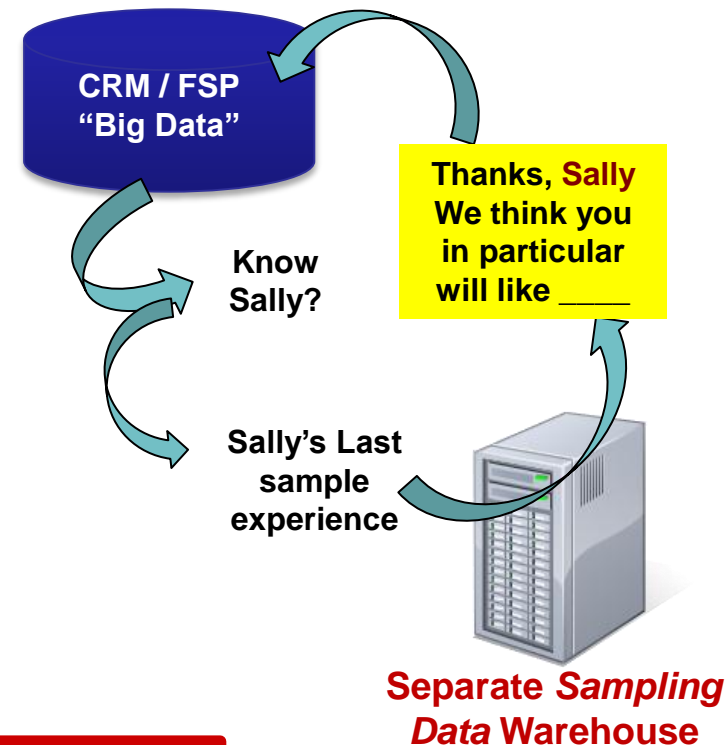 CRM / FSP
“Big Data”
Thanks, Sally
We think you
in particular
will like ____
Know
Sally?
Sally’s Last
sample
experience
Separate Sampling
Data Warehouse